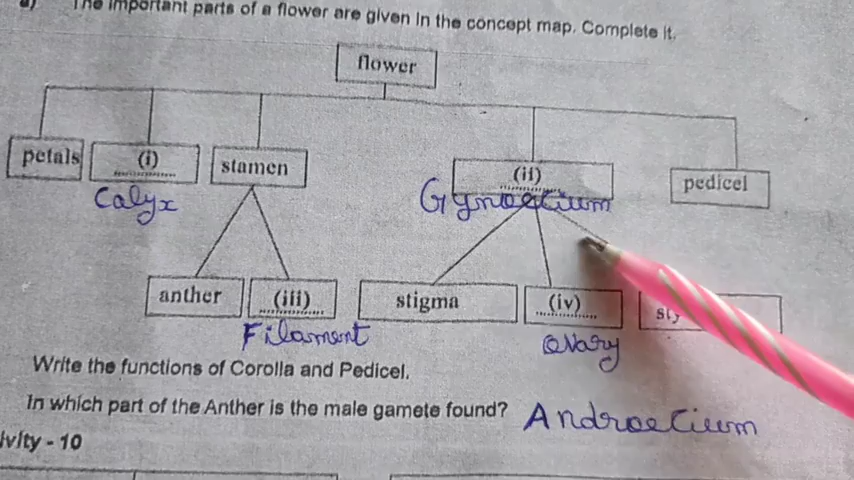 a) The important parts of a flower are given in the concept map. Complete it.
flower
petals (i) stamen (ii) pedicel
Calyx Gynoecium
anther (iii) stigma (iv)
Filament Ovary
Write the functions of Corolla and Pedicel.
In which part of the Anther is the male gamete found? Androecium
ivity - 10